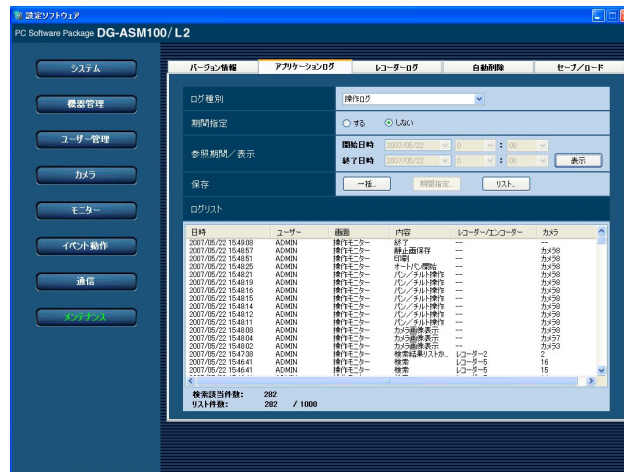 設定ソフトウェア
PC Software Package DG-ASM100/L2
システム
機器管理
ユーザー管理
カメラ
モニター
イベント動作
通信
メンテナンス
バージョン情報 アプリケーションログ レコーダーログ 自動削除 セーブ/ロード
ログ種別 操作ログ
期間指定 する しない
参照期間/表示 開始日時 2007/05/22 0 : 00
終了日時 2007/05/22 0 : 00 表示
保存 一括... 期間指定... リスト...
ログリスト
日時 ユーザー 画面 内容 レコーダー/エンコーダー カメラ
2007/05/22 15:49:08 ADMIN 操作モニター 終了 --- ---
2007/05/22 15:48:57 ADMIN 操作モニター 静止画保存 --- カメラ98
2007/05/22 15:48:51 ADMIN 操作モニター 印刷 --- カメラ98
2007/05/22 15:48:25 ADMIN 操作モニター オートパン開始 --- カメラ98
2007/05/22 15:48:21 ADMIN 操作モニター パン/チルト操作 --- カメラ98
2007/05/22 15:48:19 ADMIN 操作モニター パン/チルト操作 --- カメラ98
2007/05/22 15:48:16 ADMIN 操作モニター パン/チルト操作 --- カメラ98
2007/05/22 15:48:15 ADMIN 操作モニター パン/チルト操作 --- カメラ98
2007/05/22 15:48:14 ADMIN 操作モニター パン/チルト操作 --- カメラ98
2007/05/22 15:48:12 ADMIN 操作モニター パン/チルト操作 --- カメラ98
2007/05/22 15:48:11 ADMIN 操作モニター パン/チルト操作 --- カメラ98
2007/05/22 15:48:08 ADMIN 操作モニター カメラ画像表示 --- カメラ98
2007/05/22 15:48:04 ADMIN 操作モニター カメラ画像表示 --- カメラ57
2007/05/22 15:48:02 ADMIN 操作モニター カメラ画像表示 --- カメラ93
2007/05/22 15:47:38 ADMIN 操作モニター 検索結果リストか... レコーダー2 2
2007/05/22 15:46:41 ADMIN 操作モニター 検索 レコーダー5 16
2007/05/22 15:46:41 ADMIN 操作モニター 検索 レコーダー5 15
検索該当件数: 282
リスト件数: 282 / 1000